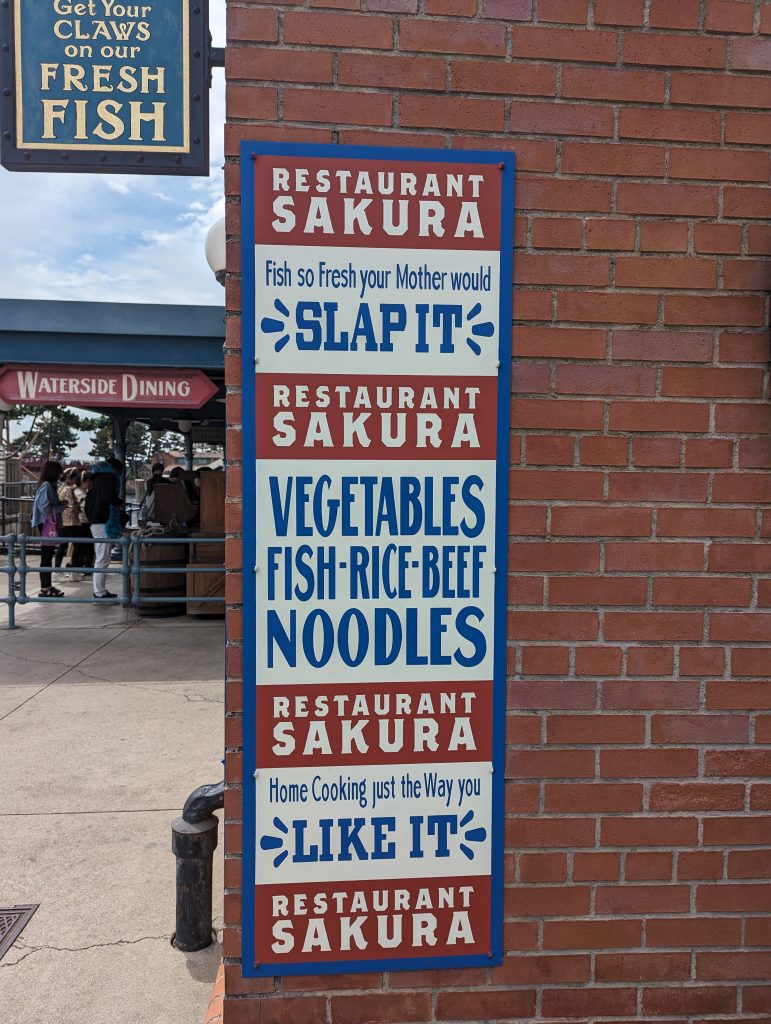 Get Your
CLAWS
on our
FRESH
FISH
WATERSIDE DINING
RESTAURANT
SAKURA
Fish so Fresh your Mother would
SLAP IT
RESTAURANT
SAKURA
VEGETABLES
FISH-RICE-BEEF
NOODLES
RESTAURANT
SAKURA
Home Cooking just the Way you
LIKE IT
RESTAURANT
SAKURA